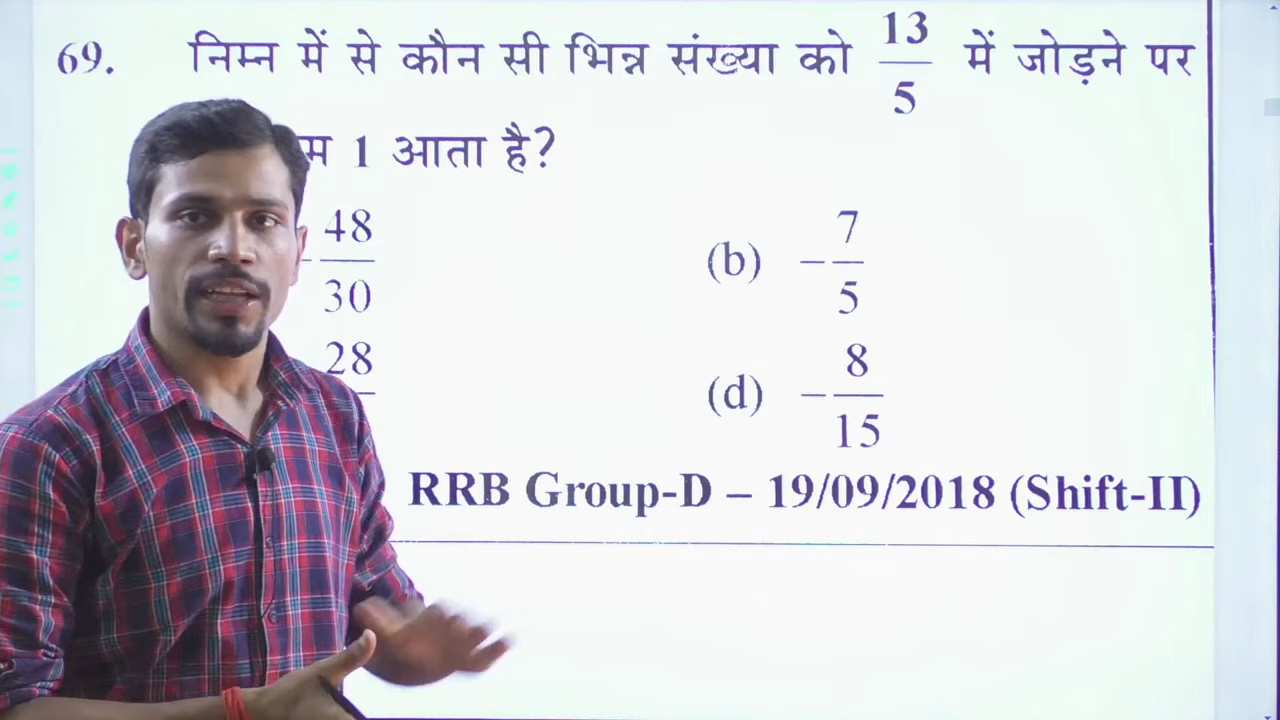 69. निम्न में से कौन सी भिन्न संख्या को 13/5 में जोड़ने पर
1 आता है?
48/30 (b) -7/5
28 (d) -8/15
RRB Group-D – 19/09/2018 (Shift-II)